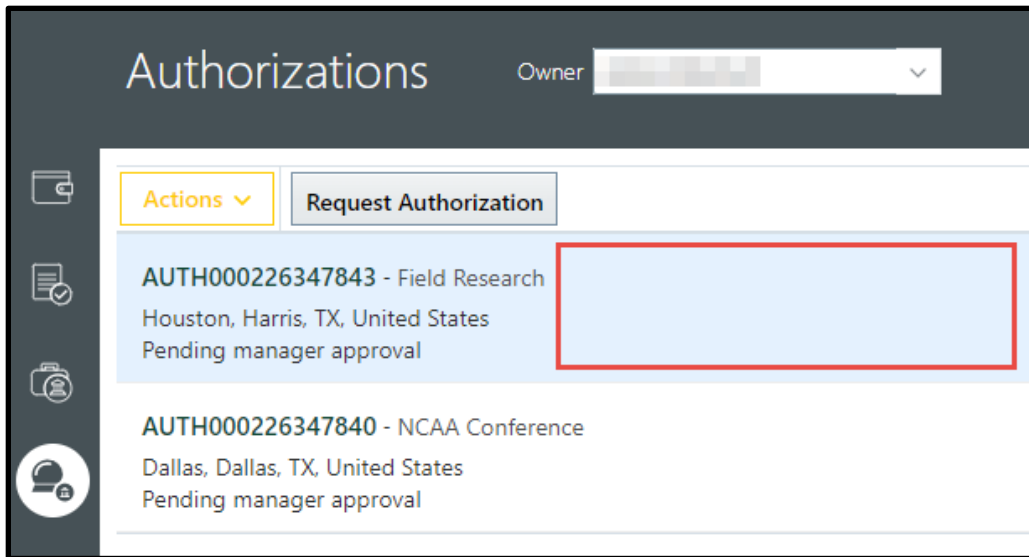 Authorizations
Owner
Actions
Request Authorization
AUTH000226347843 - Field Research
Houston, Harris, TX, United States
Pending manager approval
AUTH000226347840 - NCAA Conference
Dallas, Dallas, TX, United States
Pending manager approval